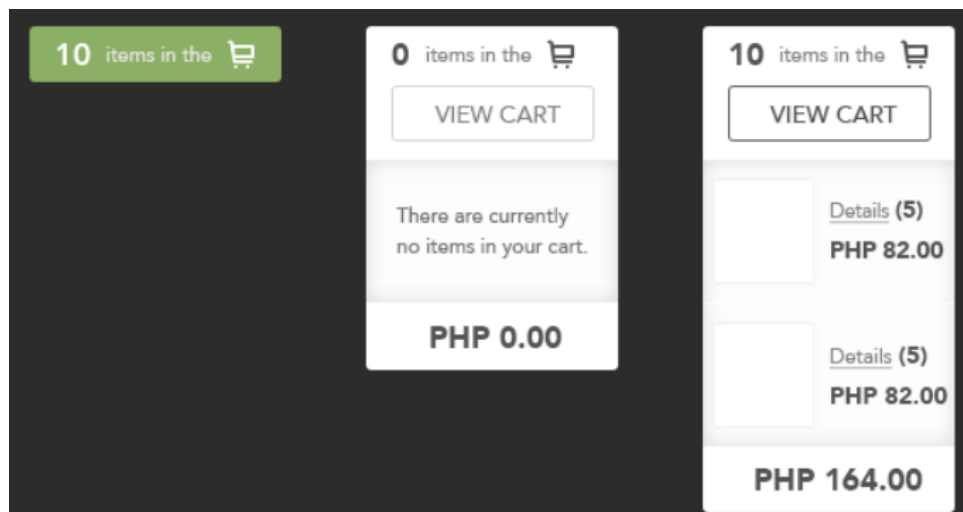 10 items in the
0 items in the
VIEW CART
There are currently
no items in your cart.
PHP 0.00
10 items in the
VIEW CART
Details (5)
PHP 82.00
Details (5)
PHP 82.00
PHP 164.00